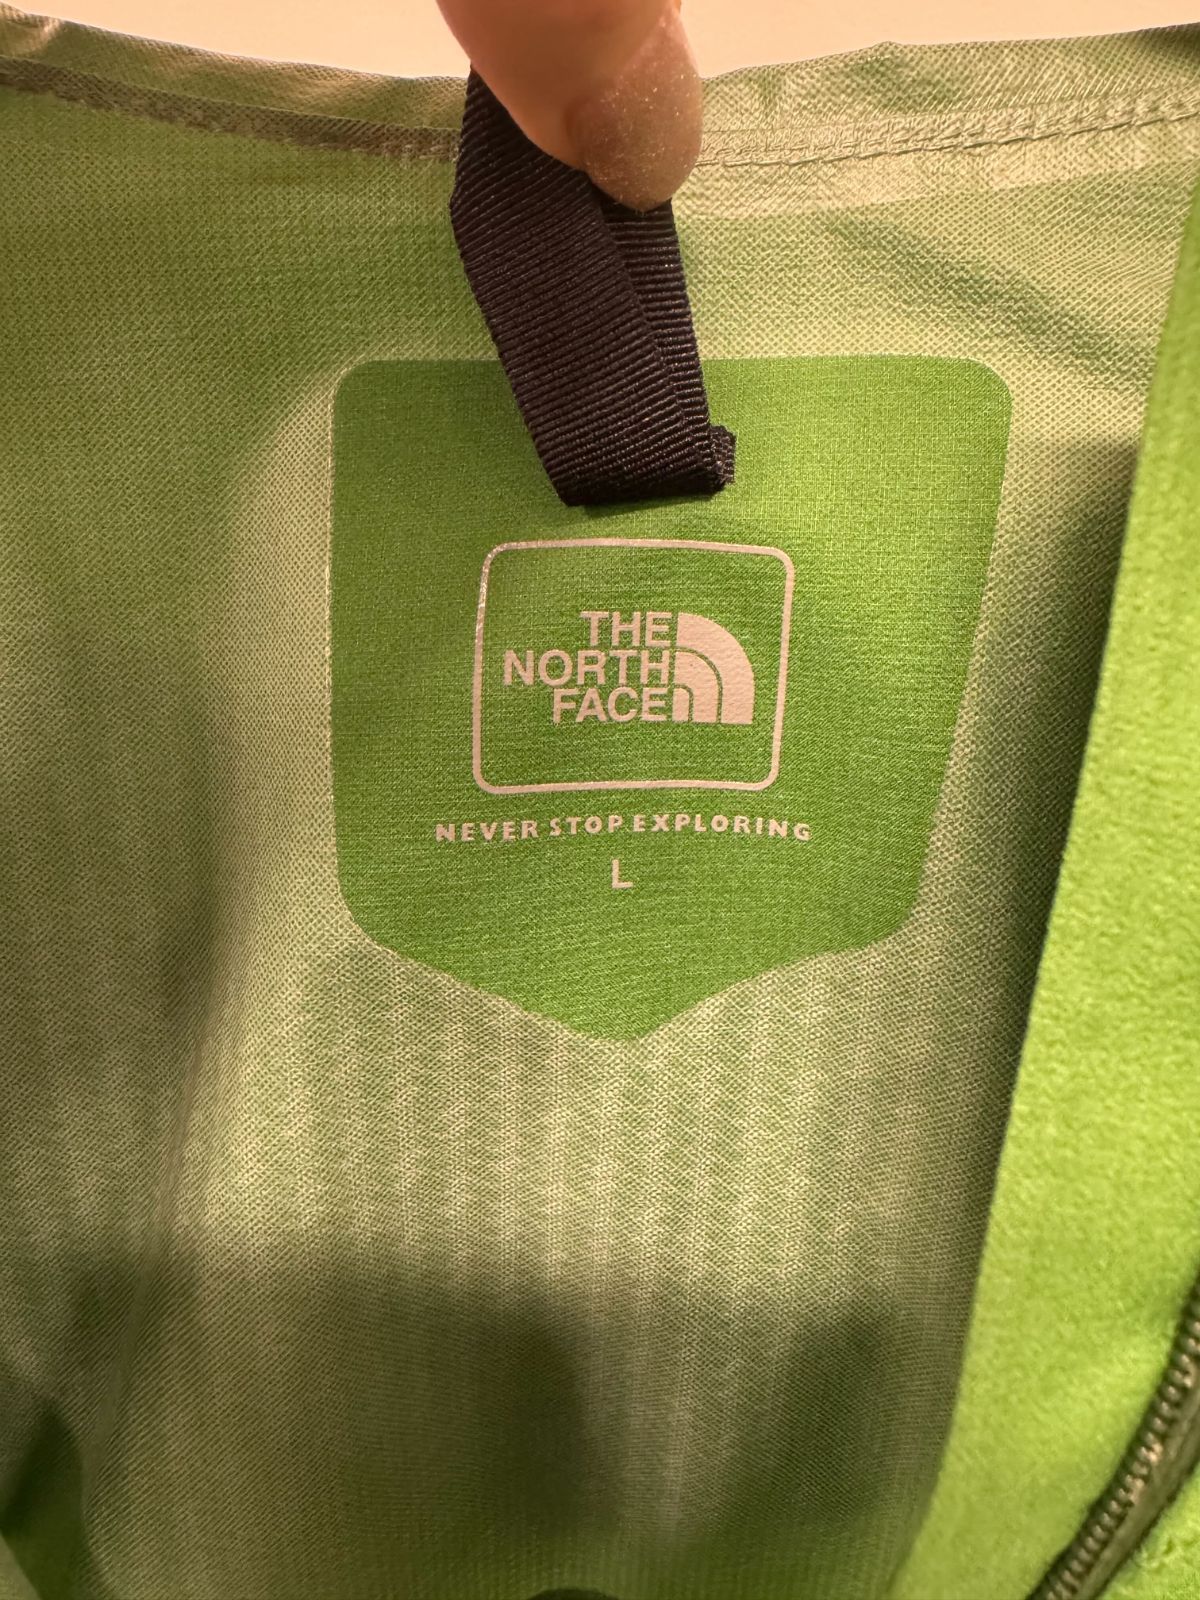 THE
NORTH
FACE
NEVER STOP EXPLORING
L